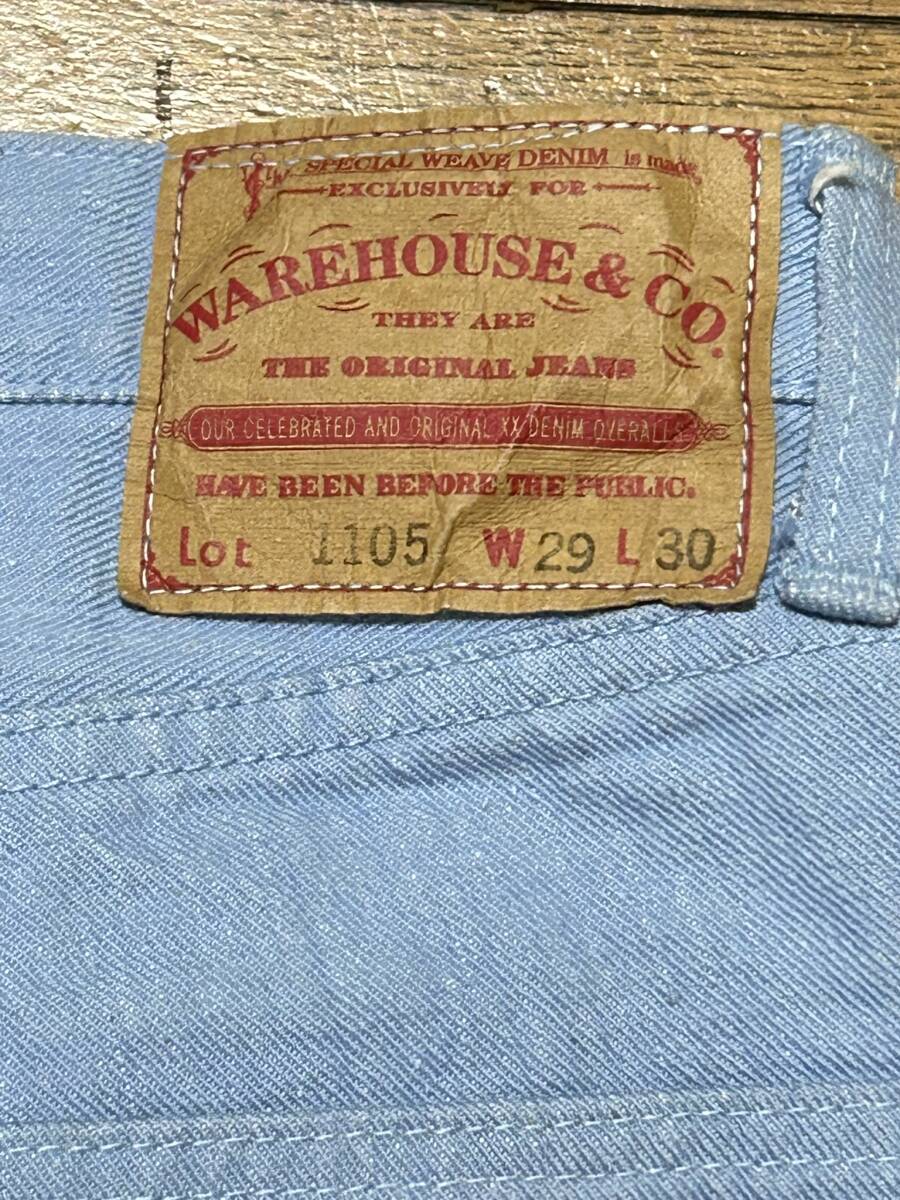 SPECIAL WEAVE DENIM is made
EXCLUSIVELY FOR
WAREHOUSE & CO.
THEY ARE
THE ORIGINAL JEANS
OUR CELEBRATED AND ORIGINAL XX DENIM OVERALLS
HAVE BEEN BEFORE THE PUBLIC.
Lot 1105 W 29 L 30